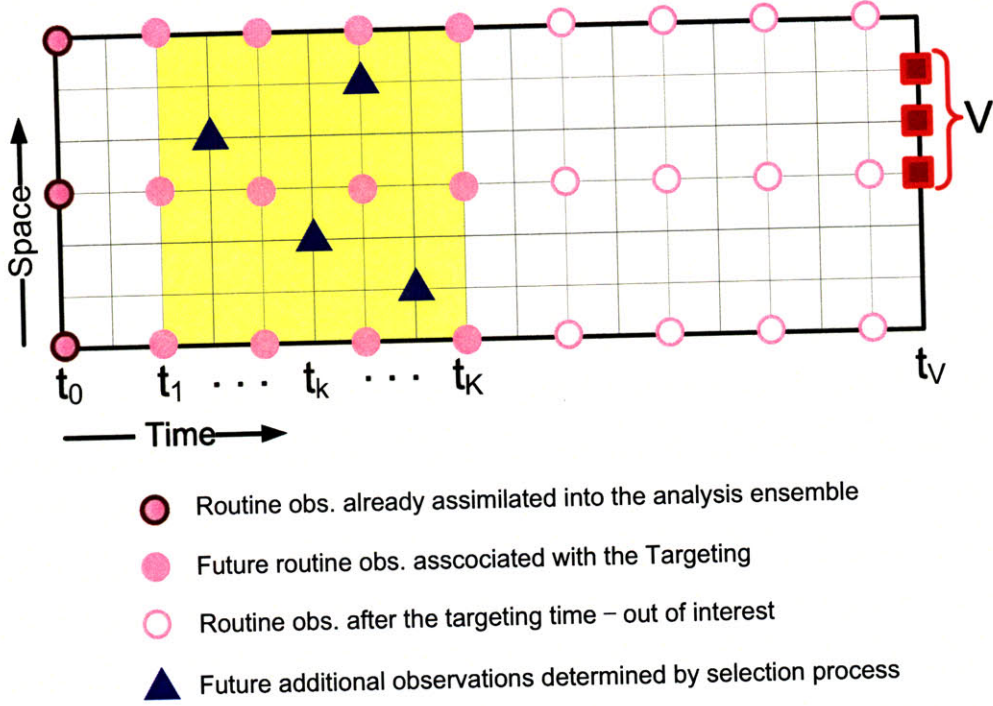 V
Space
t0 t1 . . . tk . . . tK tV
Time
Routine obs. already assimilated into the analysis ensemble
Future routine obs. asscociated with the Targeting
Routine obs. after the targeting time – out of interest
Future additional observations determined by selection process